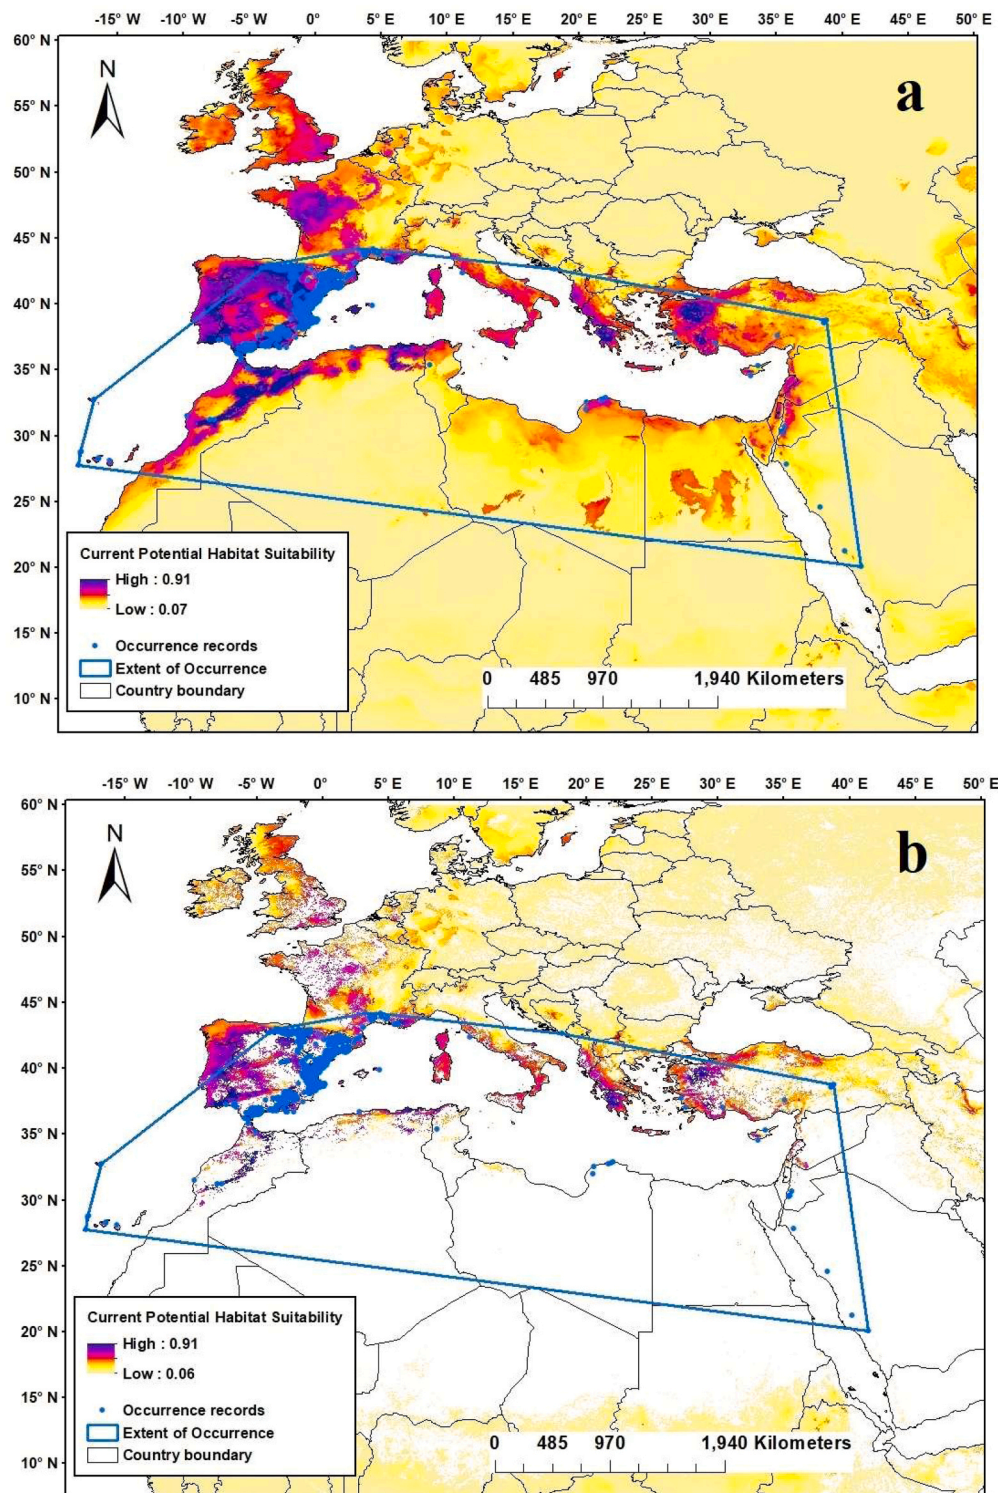 -15° W -10° W -5° W 0° 5° E 10° E 15° E 20° E 25° E 30° E 35° E 40° E 45° E 50° E
60° N
N
a
55° N
50° N
45° N
40° N
35° N
30° N
25° N
20° N
15° N
10° N
Current Potential Habitat Suitability
High : 0.91
Low : 0.07
Occurrence records
Extent of Occurrence
Country boundary
0 485 970 1,940 Kilometers
-15° W -10° W -5° W 0° 5° E 10° E 15° E 20° E 25° E 30° E 35° E 40° E 45° E 50° E
60° N
N
b
55° N
50° N
45° N
40° N
35° N
30° N
25° N
20° N
15° N
10° N
Current Potential Habitat Suitability
High : 0.91
Low : 0.06
Occurrence records
Extent of Occurrence
Country boundary
0 485 970 1,940 Kilometers